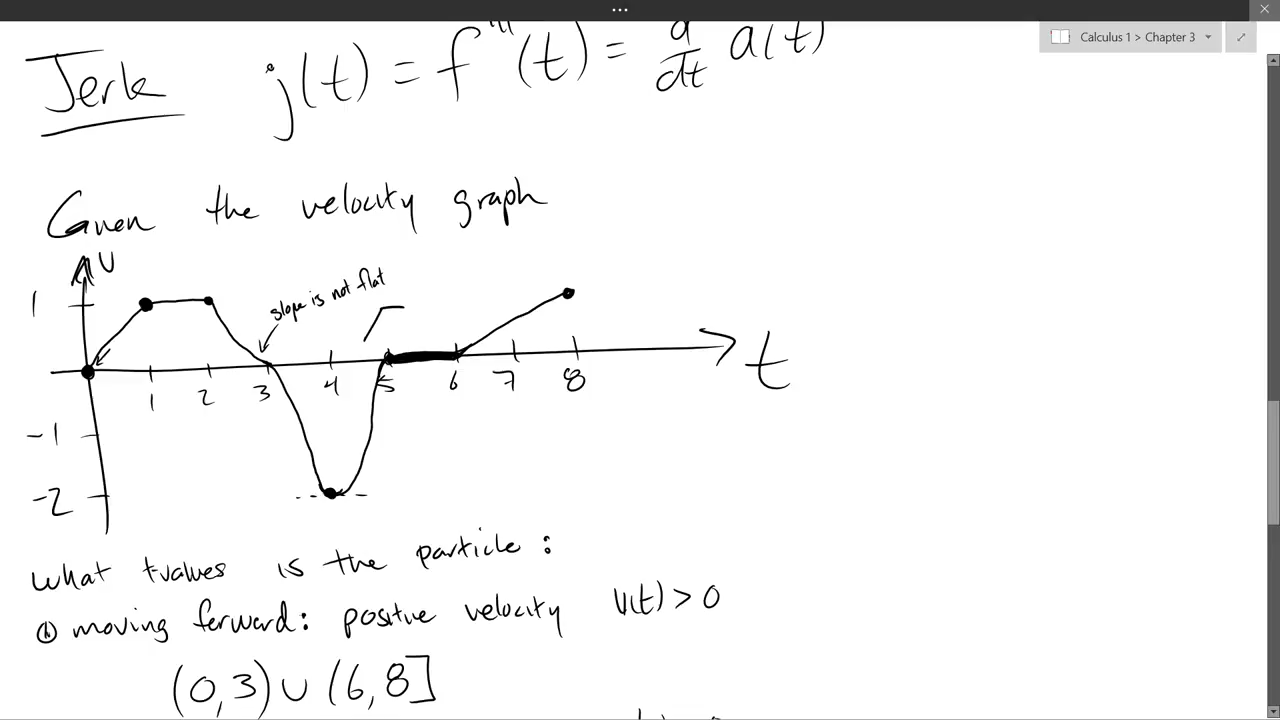 ...
Calculus 1 > Chapter 3
Jerk j(t) = f'''(t) = d/dt a(t)
Given the velocity graph
v
1
slope is not flat
1 2 3 4 5 6 7 8
t
-1
-2
What t values is the particle :
① moving forward: positive velocity v(t) > 0
(0,3) ∪ (6,8]